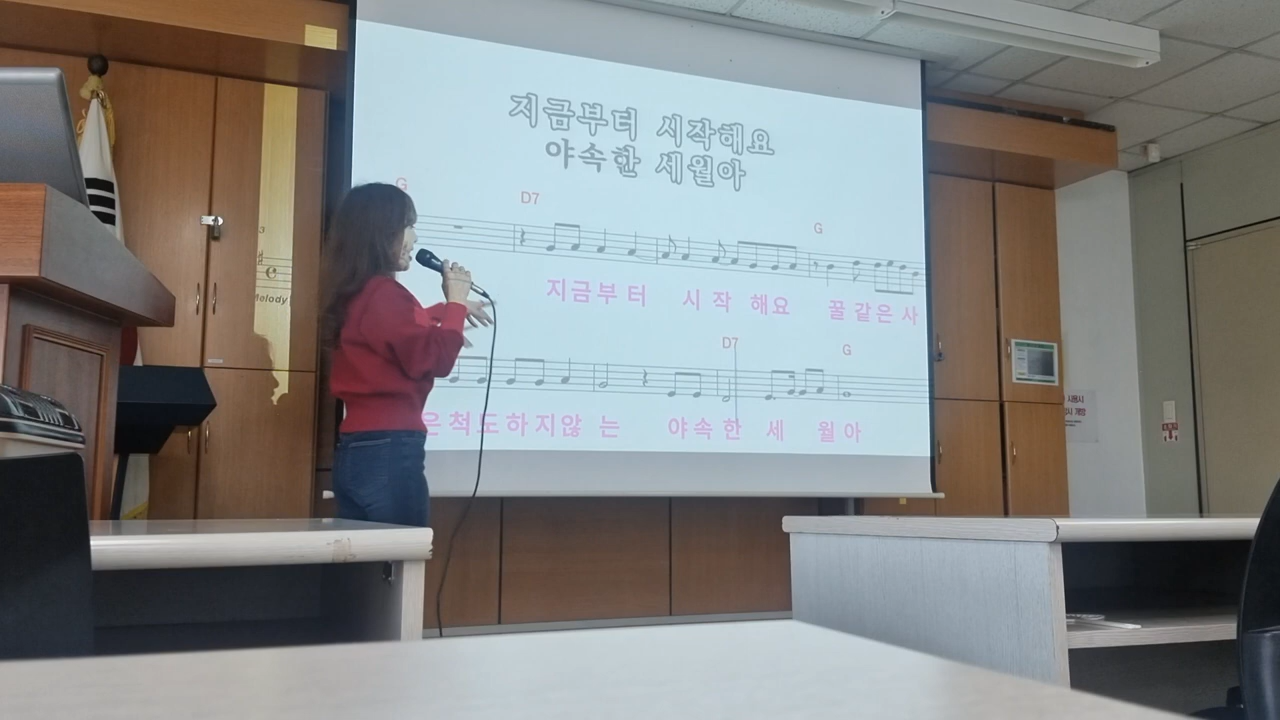 지금부터 시작해요
야속한 세월아
G D7 G
지금부터 시작 해요 꿀같은 사
D7 G
은척도하지않 는 야속한 세 월아
3
C
Melody